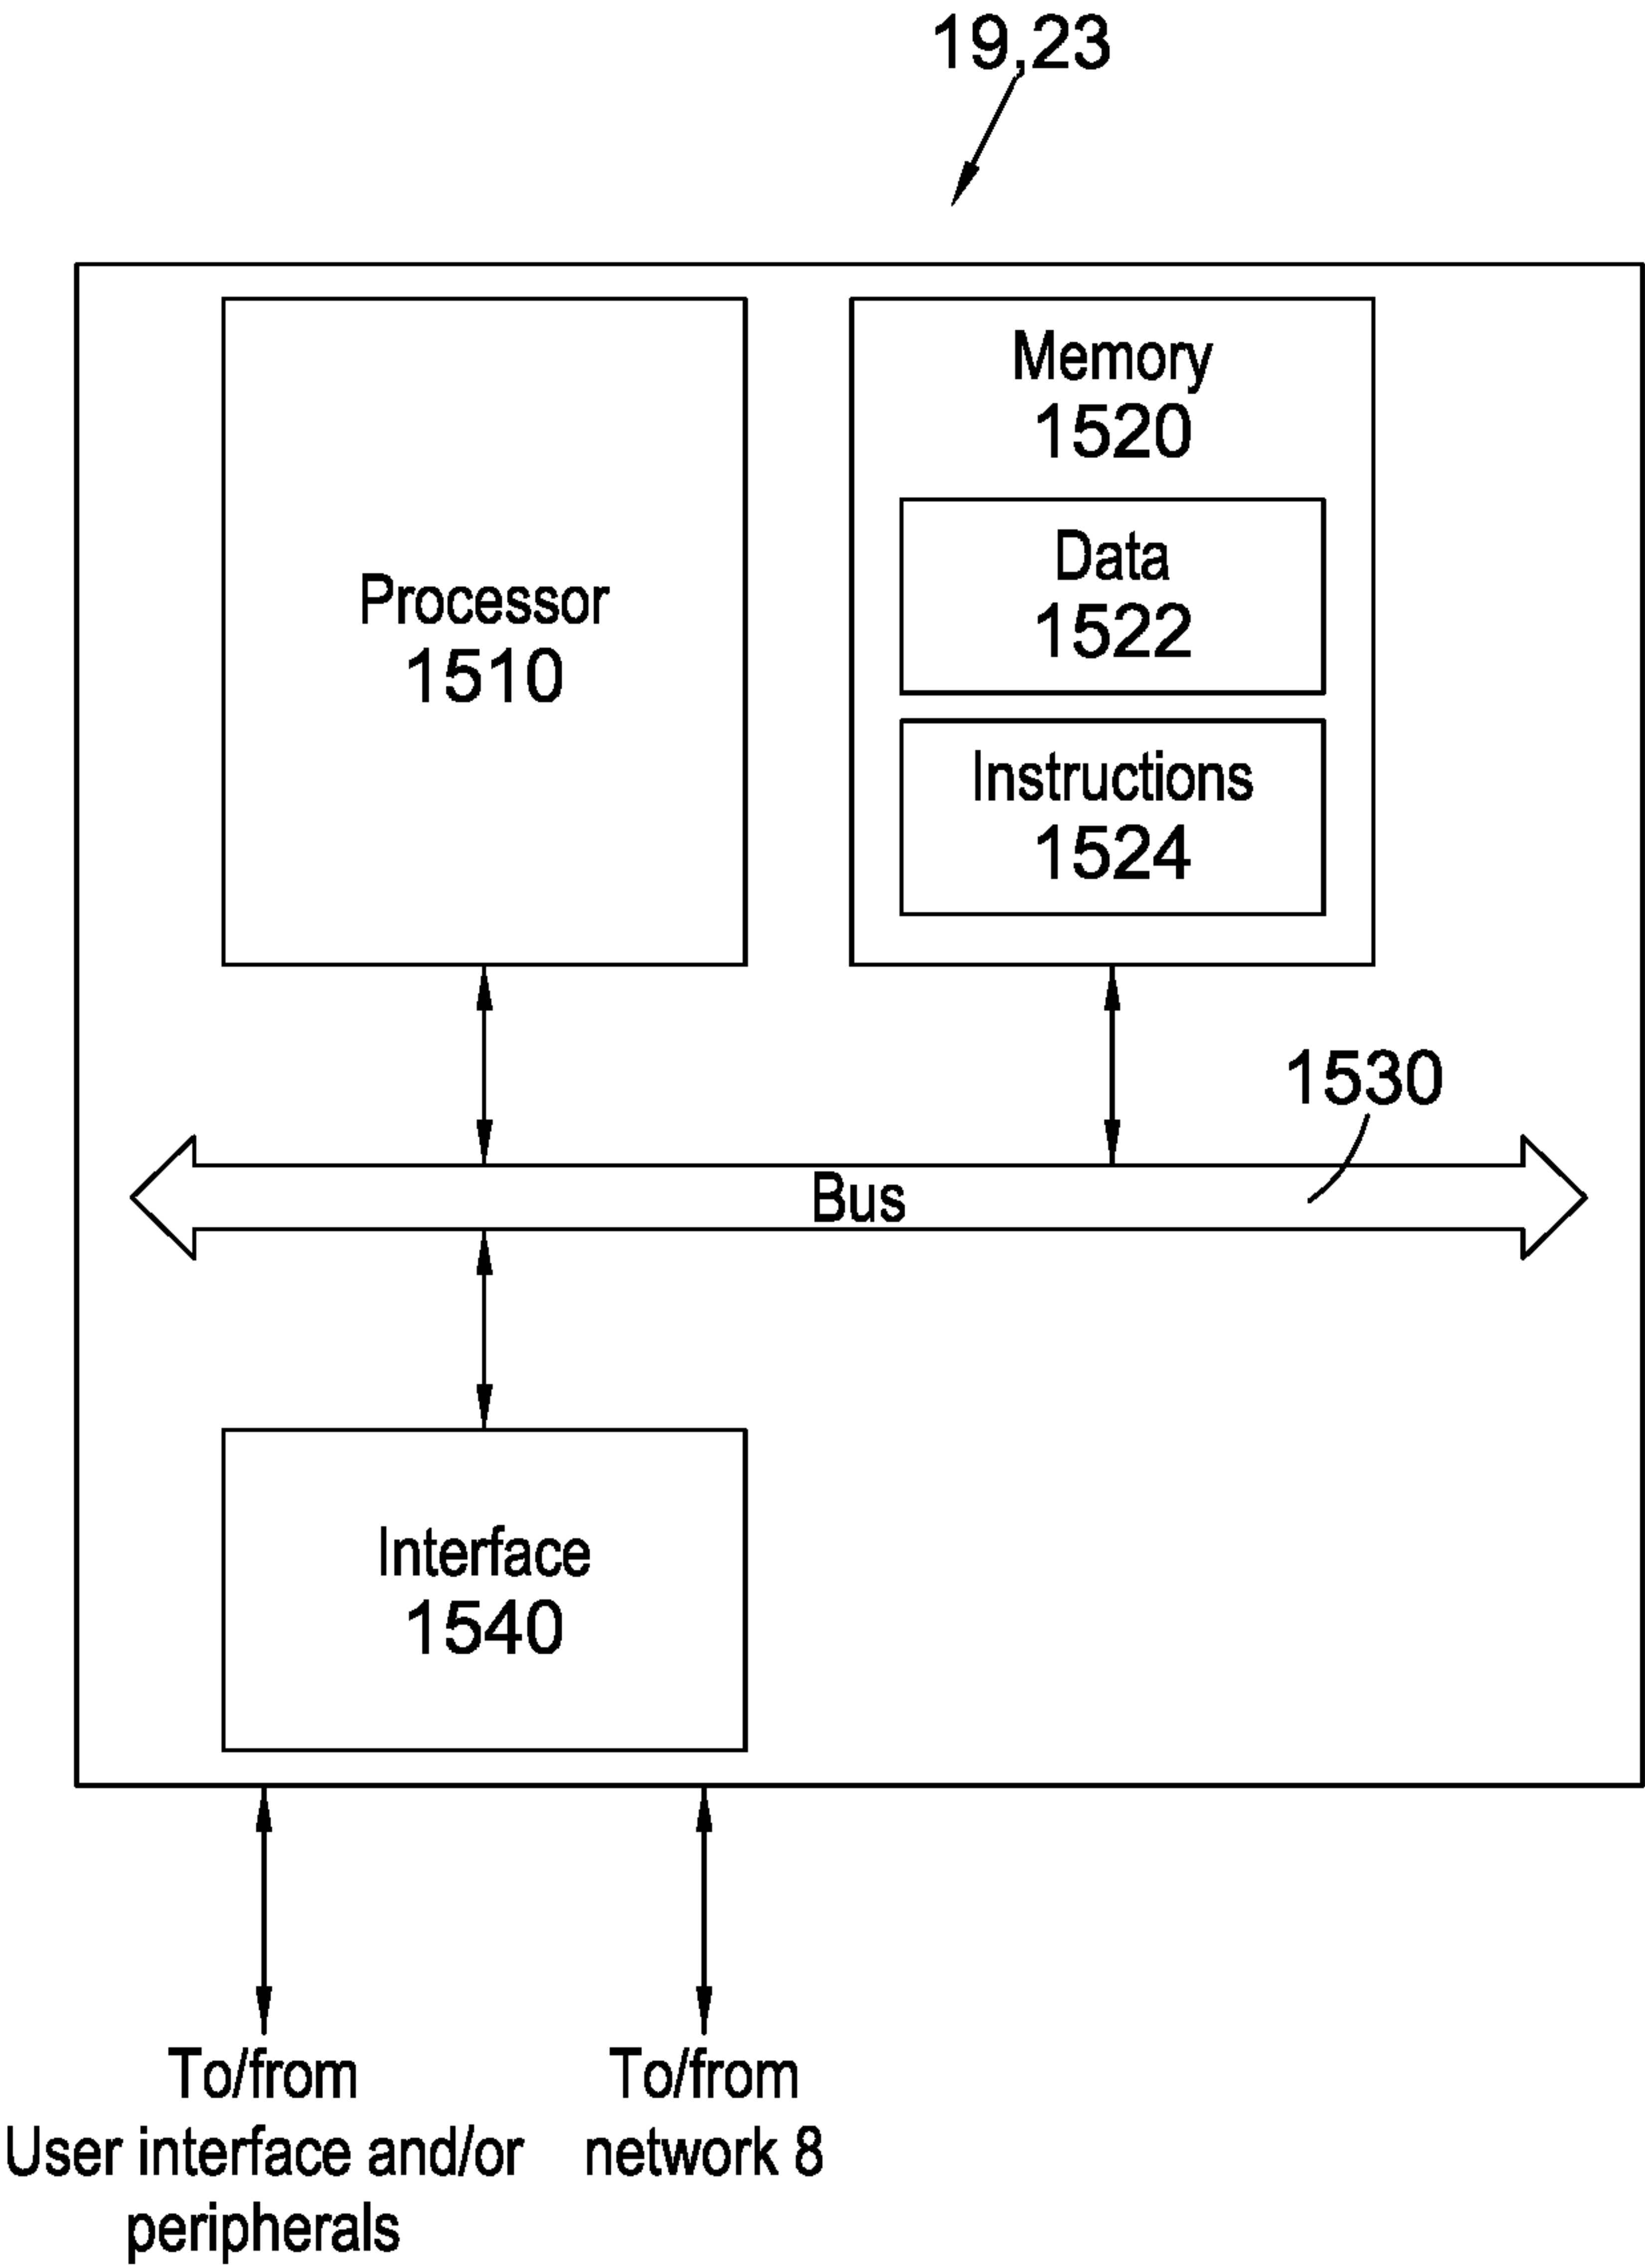 19,23
Processor
1510
Memory
1520
Data
1522
Instructions
1524
1530
Bus
Interface
1540
To/from
User interface and/or
peripherals
To/from
network 8